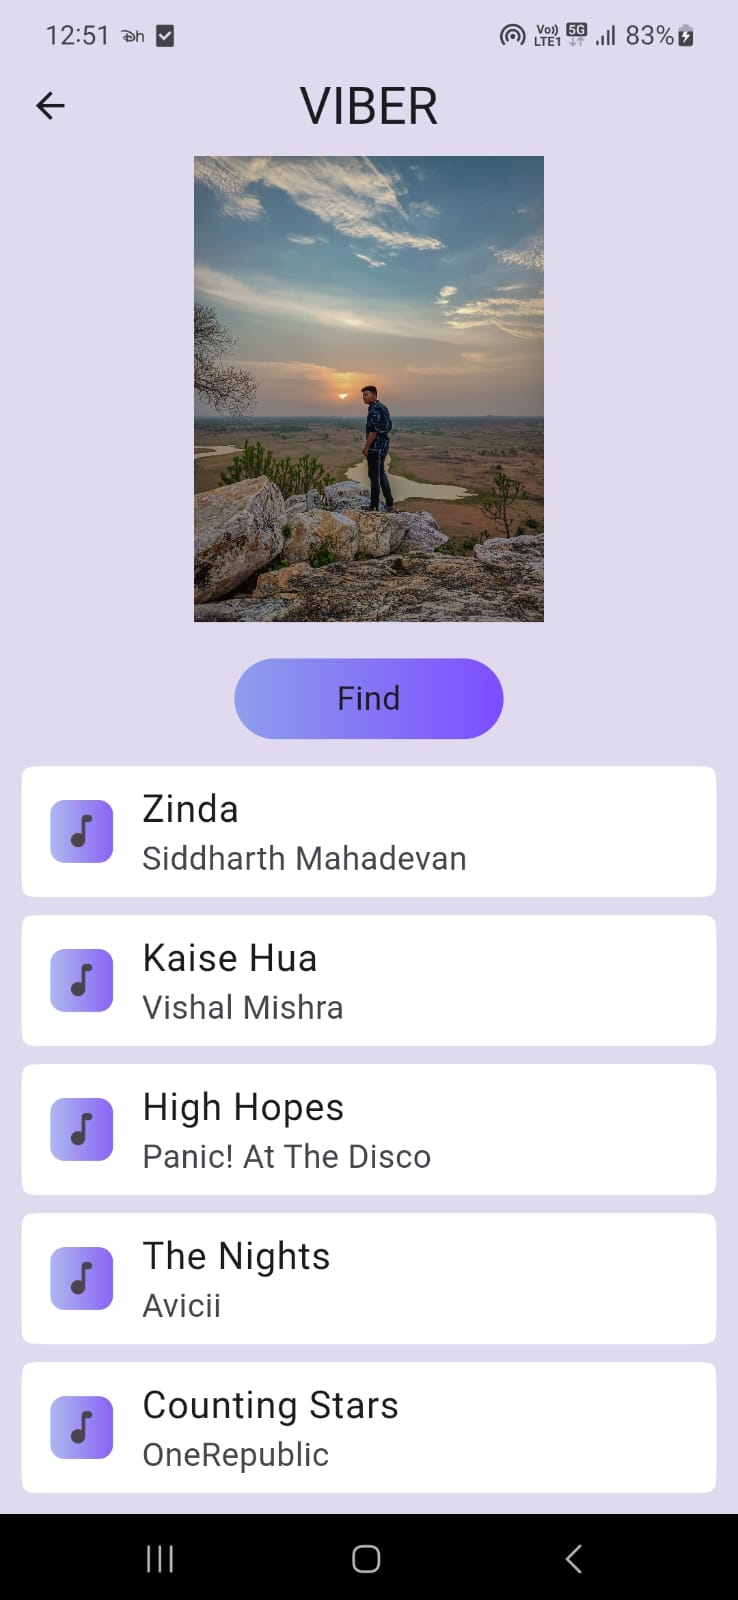 12:51 Dh Vo) LTE1 5G 83%
VIBER
Find
Zinda
Siddharth Mahadevan
Kaise Hua
Vishal Mishra
High Hopes
Panic! At The Disco
The Nights
Avicii
Counting Stars
OneRepublic